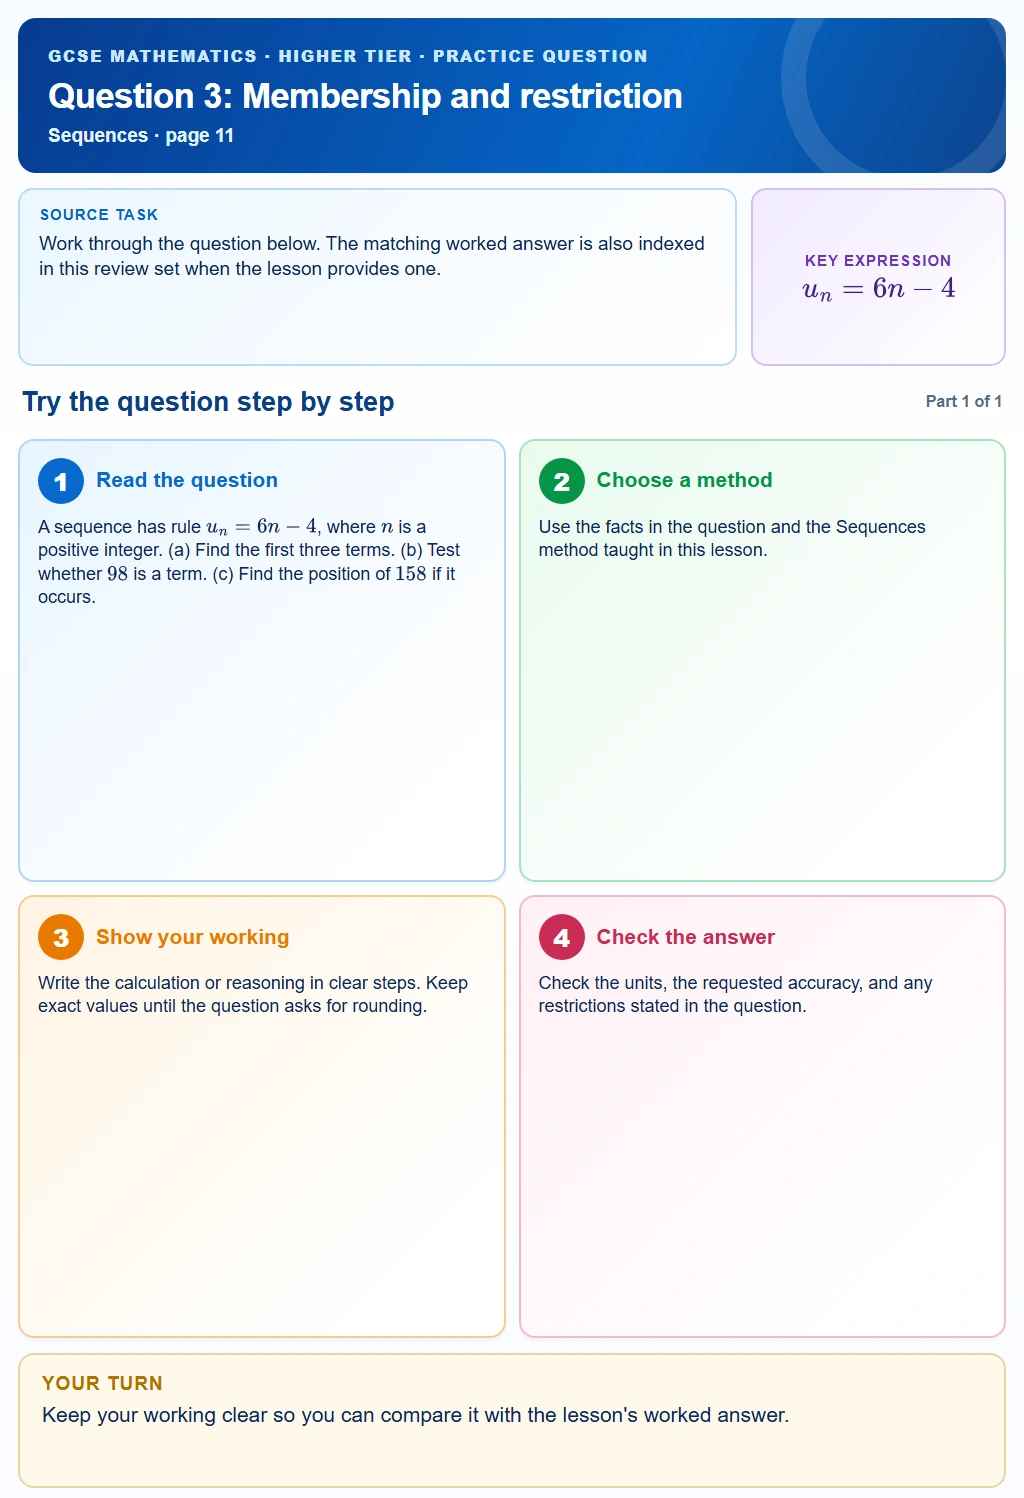 GCSE MATHEMATICS · HIGHER TIER · PRACTICE QUESTION
Question 3: Membership and restriction
Sequences · page 11
SOURCE TASK
Work through the question below. The matching worked answer is also indexed
in this review set when the lesson provides one.
KEY EXPRESSION
uₙ = 6n − 4
Try the question step by step
Part 1 of 1
1 Read the question
A sequence has rule uₙ = 6n − 4, where n is a
positive integer. (a) Find the first three terms. (b) Test
whether 98 is a term. (c) Find the position of 158 if it
occurs.
2 Choose a method
Use the facts in the question and the Sequences
method taught in this lesson.
3 Show your working
Write the calculation or reasoning in clear steps. Keep
exact values until the question asks for rounding.
4 Check the answer
Check the units, the requested accuracy, and any
restrictions stated in the question.
YOUR TURN
Keep your working clear so you can compare it with the lesson's worked answer.